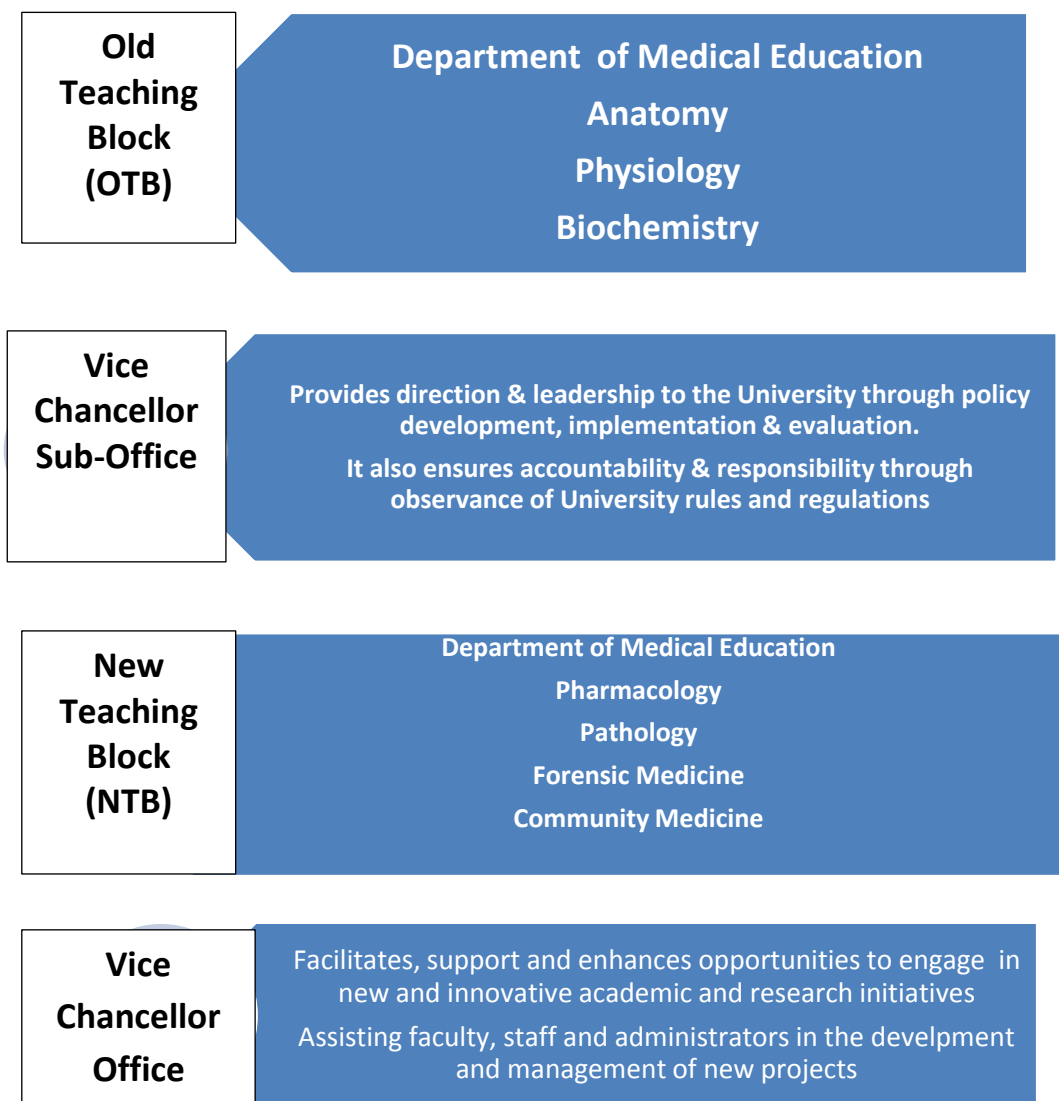 Old
Teaching
Block
(OTB)
Department of Medical Education
Anatomy
Physiology
Biochemistry
Vice
Chancellor
Sub-Office
Provides direction & leadership to the University through policy
development, implementation & evaluation.
It also ensures accountability & responsibility through
observance of University rules and regulations
New
Teaching
Block
(NTB)
Department of Medical Education
Pharmacology
Pathology
Forensic Medicine
Community Medicine
Vice
Chancellor
Office
Facilitates, support and enhances opportunities to engage in
new and innovative academic and research initiatives
Assisting faculty, staff and administrators in the develpment
and management of new projects